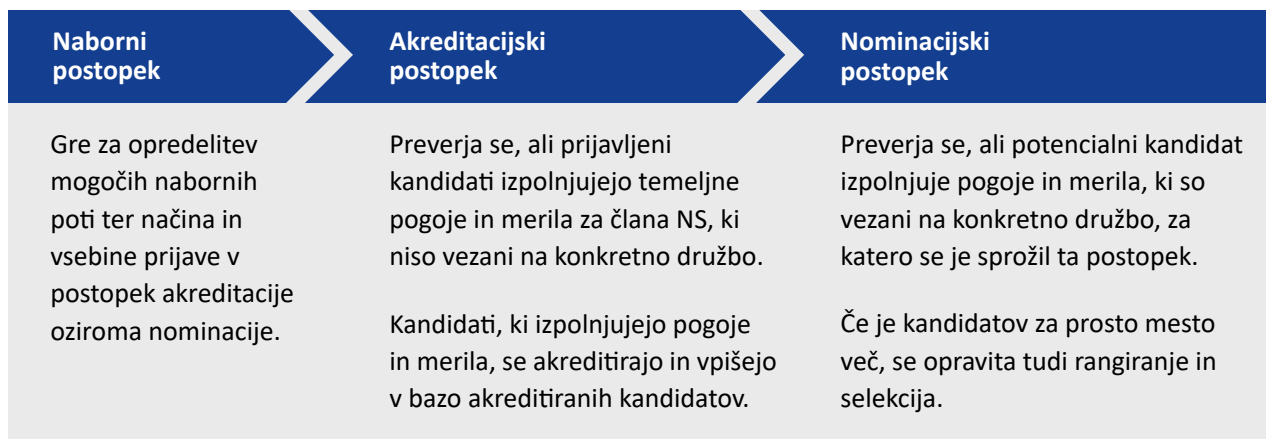 Naborni
postopek
Akreditacijski
postopek
Nominacijski
postopek
Gre za opredelitev
mogočih nabornih
poti ter načina in
vsebine prijave v
postopek akreditacije
oziroma nominacije.
Preverja se, ali prijavljeni
kandidati izpolnjujejo temeljne
pogoje in merila za člana NS, ki
niso vezani na konkretno družbo.
Kandidati, ki izpolnjujejo pogoje
in merila, se akreditirajo in vpišejo
v bazo akreditiranih kandidatov.
Preverja se, ali potencialni kandidat
izpolnjuje pogoje in merila, ki so
vezani na konkretno družbo, za
katero se je sprožil ta postopek.
Če je kandidatov za prosto mesto
več, se opravita tudi rangiranje in
selekcija.